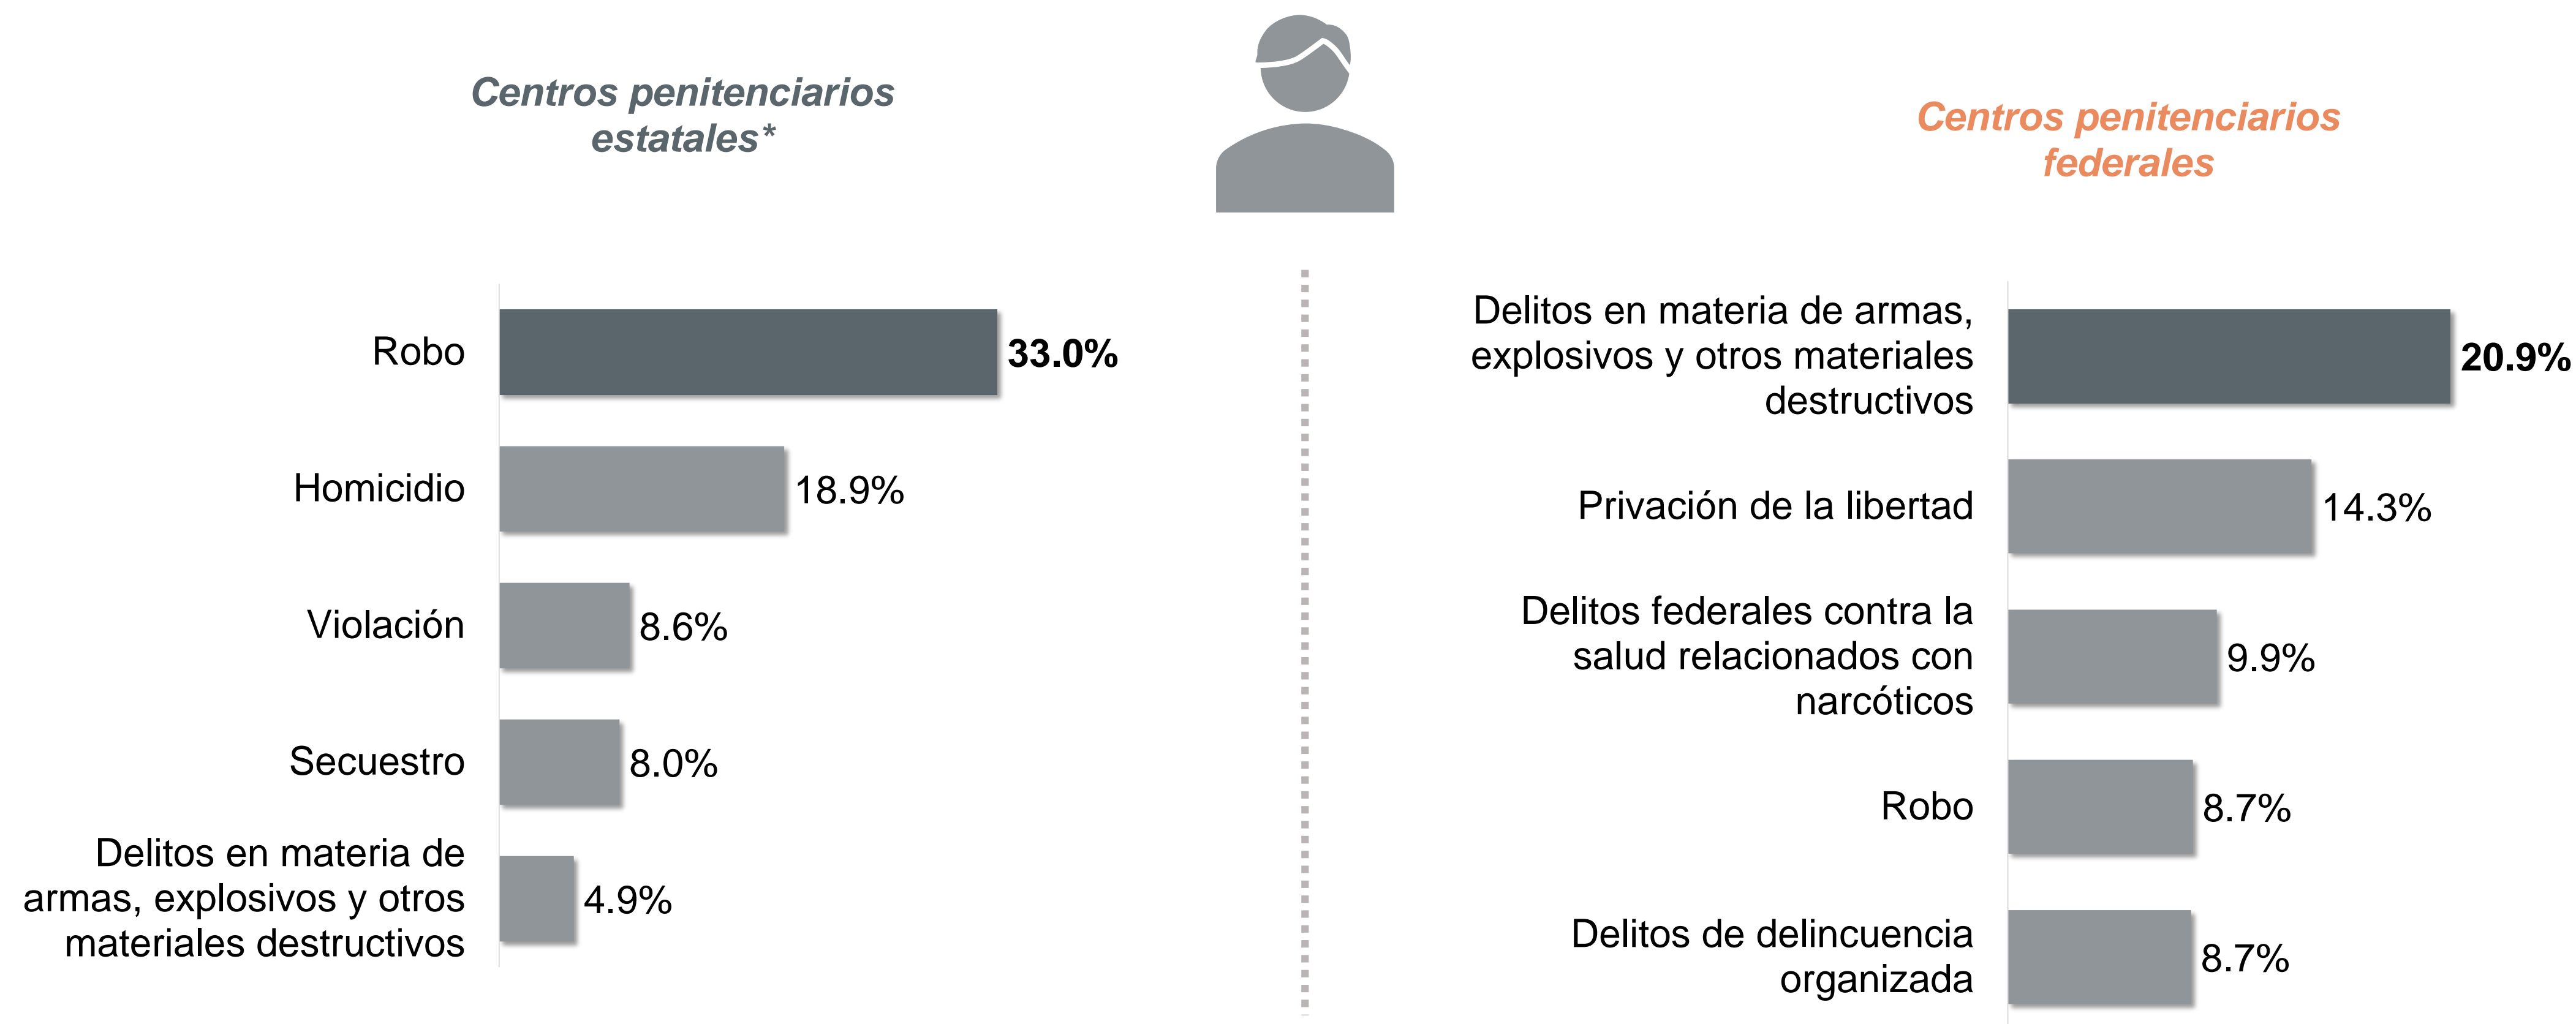 Centros penitenciarios
estatales*
Robo
33.0%
Homicidio
18.9%
Violación
8.6%
Secuestro
8.0%
Delitos en materia de
armas, explosivos y otros
materiales destructivos
4.9%
Centros penitenciarios
federales
Delitos en materia de armas,
explosivos y otros materiales
destructivos
20.9%
Privación de la libertad
14.3%
Delitos federales contra la
salud relacionados con
narcóticos
9.9%
Robo
8.7%
Delitos de delincuencia
organizada
8.7%